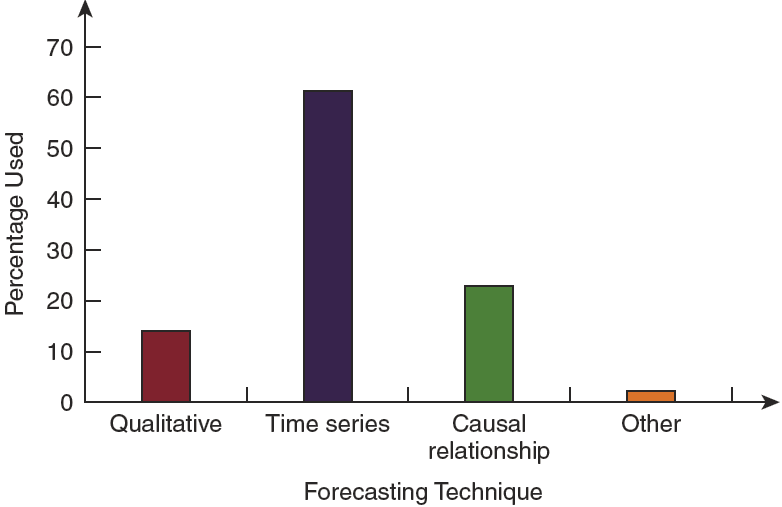 Percentage Used
70
60
50
40
30
20
10
0
Qualitative
Time series
Causal
relationship
Other
Forecasting Technique